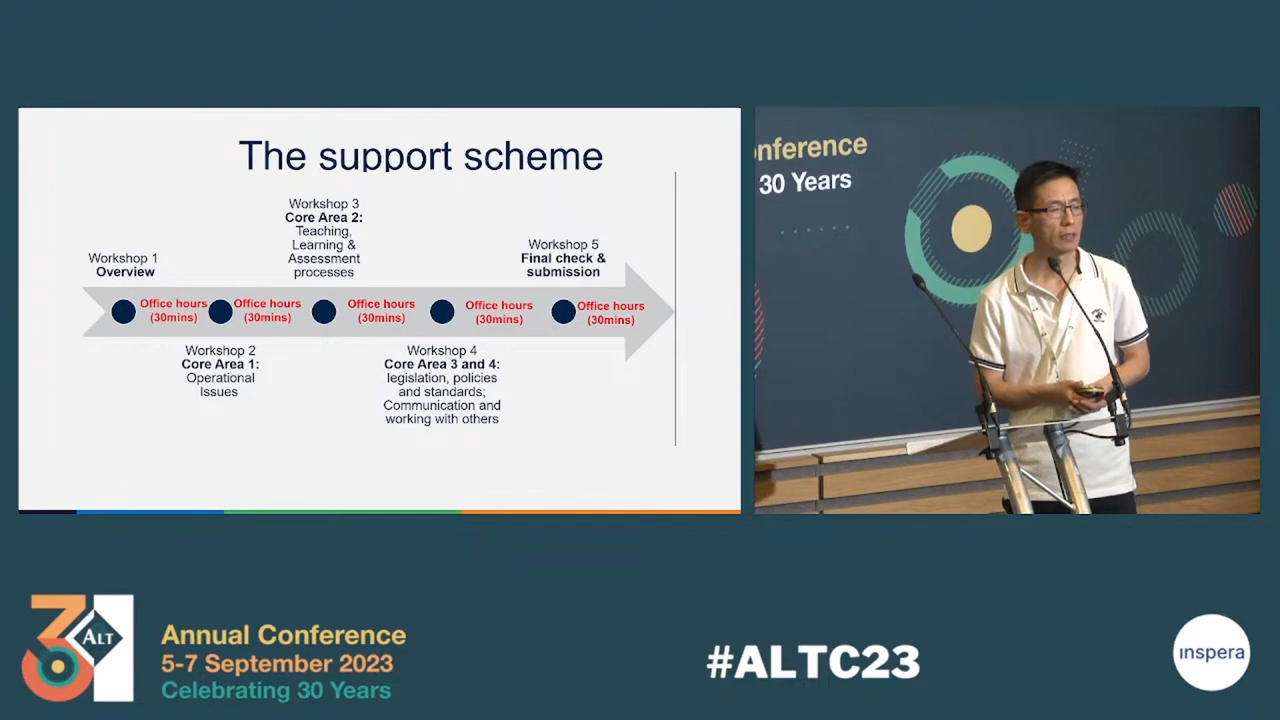 The support scheme
Workshop 1
Overview
Workshop 3
Core Area 2:
Teaching,
Learning &
Assessment
processes
Workshop 5
Final check &
submission
Office hours
(30mins)
Office hours
(30mins)
Office hours
(30mins)
Office hours
(30mins)
Office hours
(30mins)
Workshop 2
Core Area 1:
Operational
Issues
Workshop 4
Core Area 3 and 4:
legislation, policies
and standards;
Communication and
working with others
nference
30 Years
ALT
Annual Conference
5-7 September 2023
Celebrating 30 Years
#ALTC23
inspera